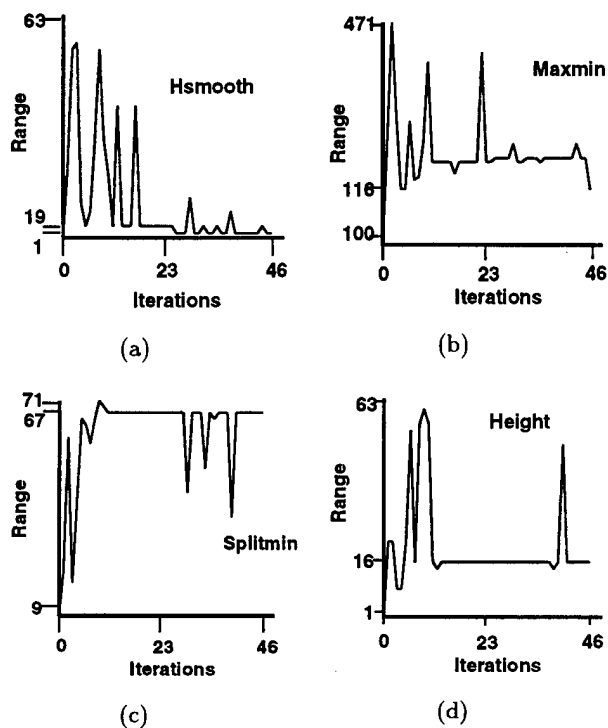 63
Hsmooth
Range
19
1
0 23 46
Iterations
(a)
471
Maxmin
Range
116
100
0 23 46
Iterations
(b)
71
67
Range
Splitmin
9
0 23 46
Iterations
(c)
63
Height
Range
16
1
0 23 46
Iterations
(d)